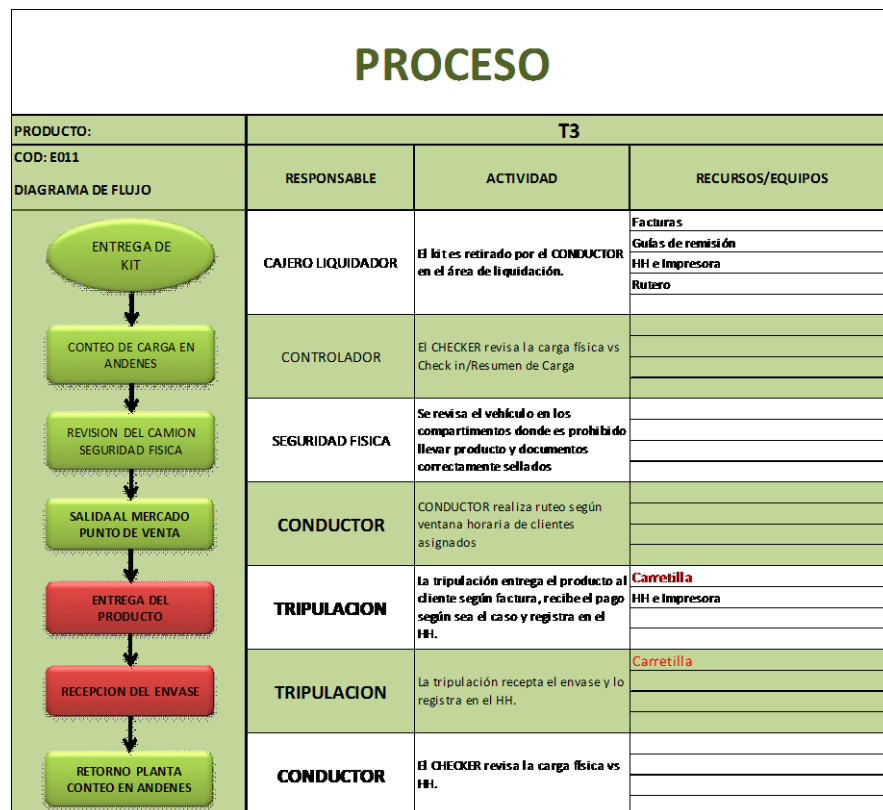 PROCESO
PRODUCTO:
T3
COD: E011
DIAGRAMA DE FLUJO
RESPONSABLE
ACTIVIDAD
RECURSOS/EQUIPOS
ENTREGA DE
KIT
CAJERO LIQUIDADOR
El kit es retirado por el CONDUCTOR
en el área de liquidación.
Facturas
Guías de remisión
HH e Impresora
Rutero
CONTEO DE CARGA EN
ANDENES
CONTROLADOR
El CHECKER revisa la carga física vs
Check in/Resumen de Carga
REVISION DEL CAMION
SEGURIDAD FISICA
SEGURIDAD FISICA
Se revisa el vehículo en los
compartimentos donde es prohibido
llevar producto y documentos
correctamente sellados
SALIDA AL MERCADO
PUNTO DE VENTA
CONDUCTOR
CONDUCTOR realiza ruteo según
ventana horaria de clientes
asignados
ENTREGA DEL
PRODUCTO
TRIPULACION
La tripulación entrega el producto al
cliente según factura, recibe el pago
según sea el caso y registra en el
HH.
Carretilla
HH e Impresora
RECEPCION DEL ENVASE
TRIPULACION
La tripulación recepta el envase y lo
registra en el HH.
Carretilla
RETORNO PLANTA
CONTEO EN ANDENES
CONDUCTOR
El CHECKER revisa la carga física vs
HH.